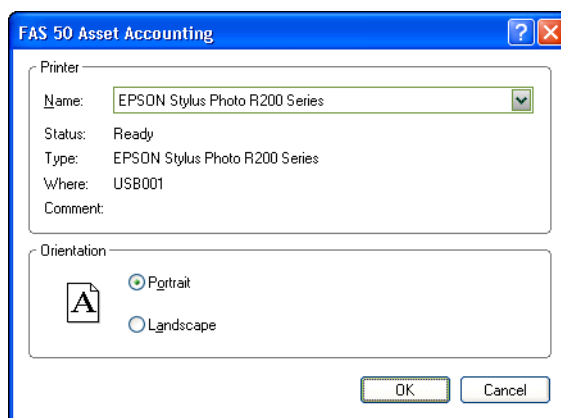 FAS 50 Asset Accounting
Printer
Name: EPSON Stylus Photo R200 Series
Status: Ready
Type: EPSON Stylus Photo R200 Series
Where: USB001
Comment:
Orientation
A
Portrait
Landscape
OK Cancel